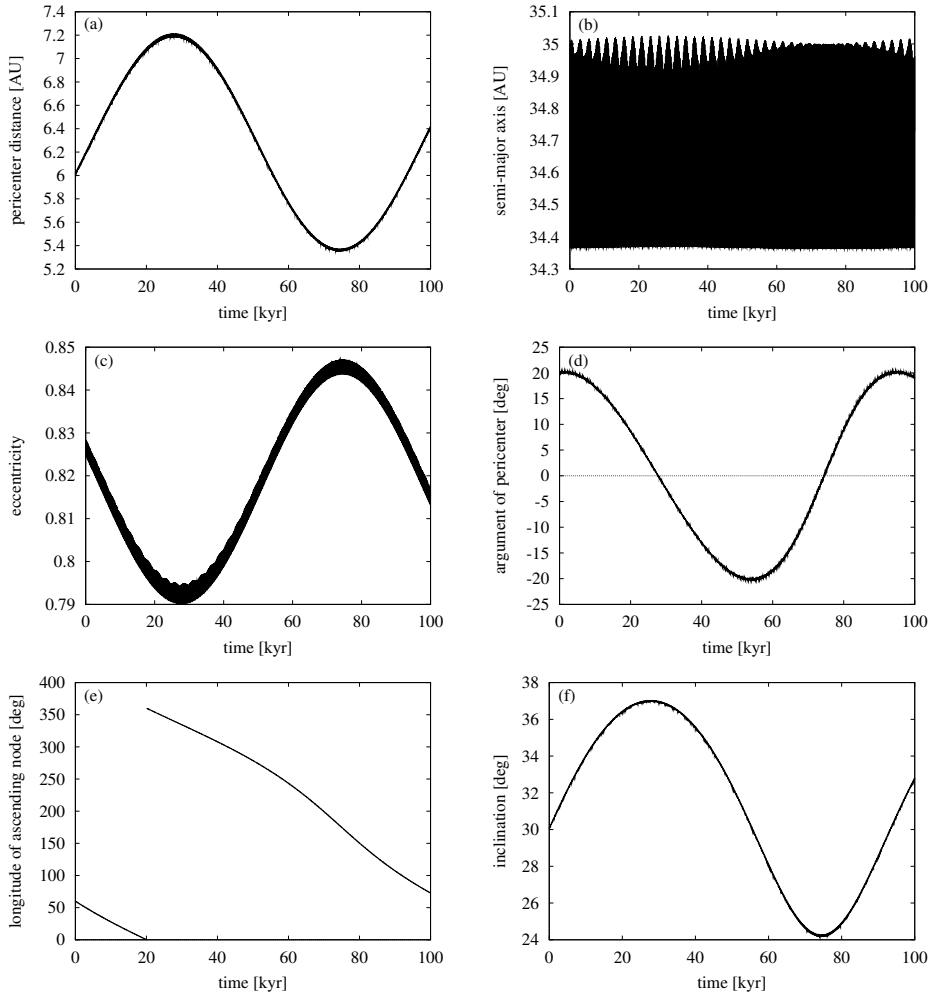 (a)
pericenter distance [AU]
7.4
7.2
7
6.8
6.6
6.4
6.2
6
5.8
5.6
5.4
5.2
0 20 40 60 80 100
time [kyr]
(b)
semi-major axis [AU]
35.1
35
34.9
34.8
34.7
34.6
34.5
34.4
34.3
0 20 40 60 80 100
time [kyr]
(c)
eccentricity
0.85
0.84
0.83
0.82
0.81
0.8
0.79
0 20 40 60 80 100
time [kyr]
(d)
argument of pericenter [deg]
25
20
15
10
5
0
-5
-10
-15
-20
-25
0 20 40 60 80 100
time [kyr]
(e)
longitude of ascending node [deg]
400
350
300
250
200
150
100
50
0
0 20 40 60 80 100
time [kyr]
(f)
inclination [deg]
38
36
34
32
30
28
26
24
0 20 40 60 80 100
time [kyr]